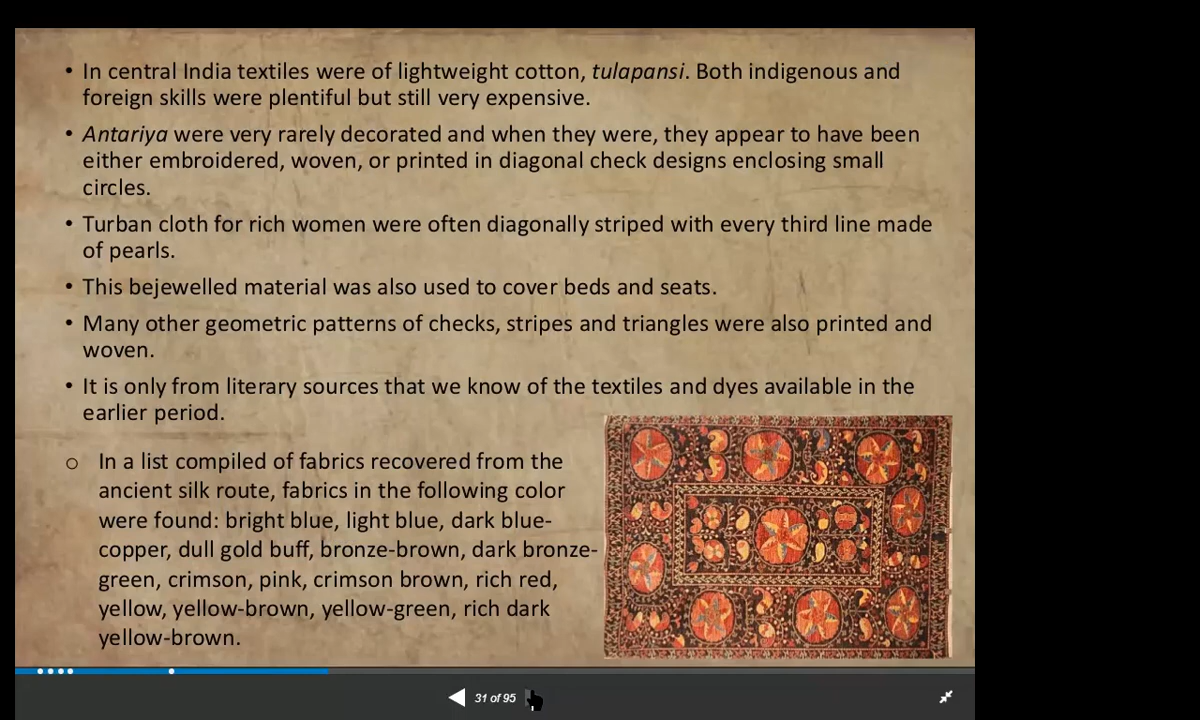 • In central India textiles were of lightweight cotton, tulapansi. Both indigenous and
foreign skills were plentiful but still very expensive.
• Antariya were very rarely decorated and when they were, they appear to have been
either embroidered, woven, or printed in diagonal check designs enclosing small
circles.
• Turban cloth for rich women were often diagonally striped with every third line made
of pearls.
• This bejewelled material was also used to cover beds and seats.
• Many other geometric patterns of checks, stripes and triangles were also printed and
woven.
• It is only from literary sources that we know of the textiles and dyes available in the
earlier period.
o In a list compiled of fabrics recovered from the
ancient silk route, fabrics in the following color
were found: bright blue, light blue, dark blue-
copper, dull gold buff, bronze-brown, dark bronze-
green, crimson, pink, crimson brown, rich red,
yellow, yellow-brown, yellow-green, rich dark
yellow-brown.
31 of 95